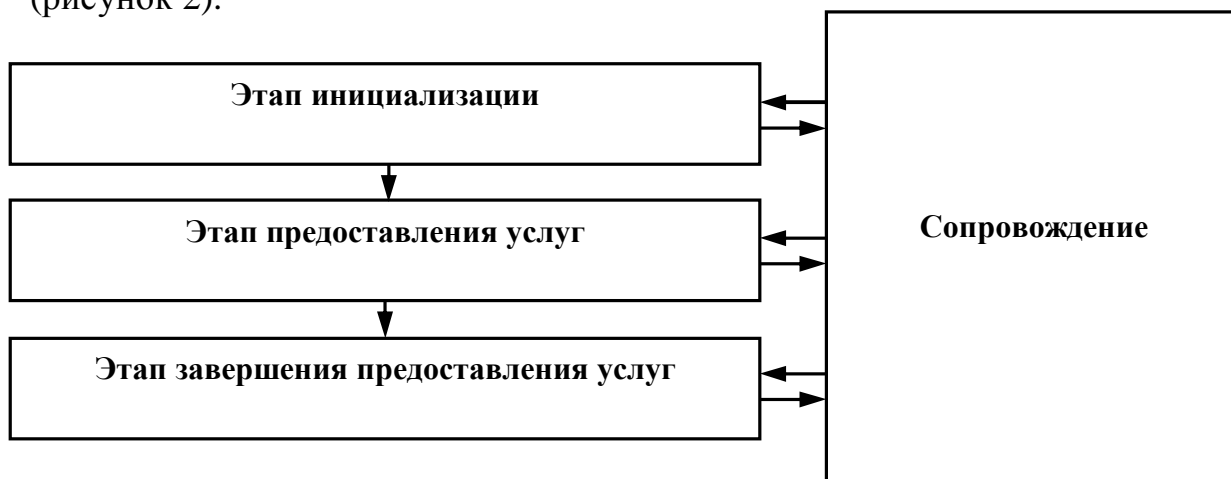 (рисунок 2).
Этап инициализации
Этап предоставления услуг
Сопровождение
Этап завершения предоставления услуг